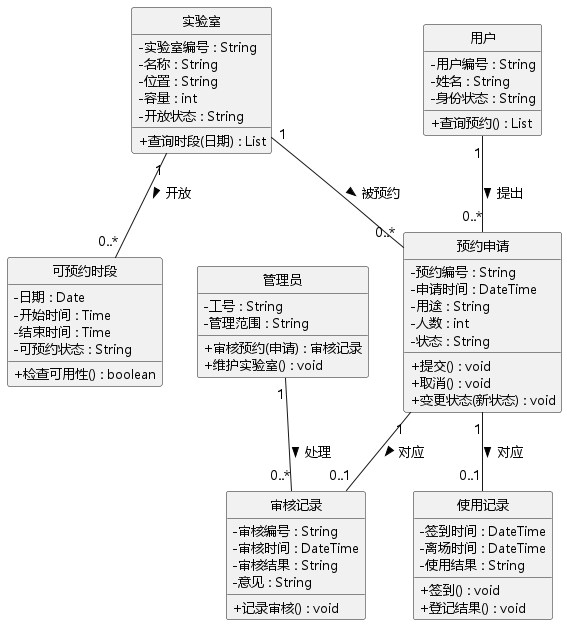 实验室
-实验室编号 : String
-名称 : String
-位置 : String
-容量 : int
-开放状态 : String
+查询时段(日期) : List
用户
-用户编号 : String
-姓名 : String
-身份状态 : String
+查询预约() : List
1
1
1
开放
被预约
提出
0..*
0..*
0..*
可预约时段
-日期 : Date
-开始时间 : Time
-结束时间 : Time
-可预约状态 : String
+检查可用性() : boolean
管理员
-工号 : String
-管理范围 : String
+审核预约(申请) : 审核记录
+维护实验室() : void
预约申请
-预约编号 : String
-申请时间 : DateTime
-用途 : String
-人数 : int
-状态 : String
+提交() : void
+取消() : void
+变更状态(新状态) : void
1
1
1
处理
对应
对应
0..*
0..1
0..1
审核记录
-审核编号 : String
-审核时间 : DateTime
-审核结果 : String
-意见 : String
+记录审核() : void
使用记录
-签到时间 : DateTime
-离场时间 : DateTime
-使用结果 : String
+签到() : void
+登记结果() : void